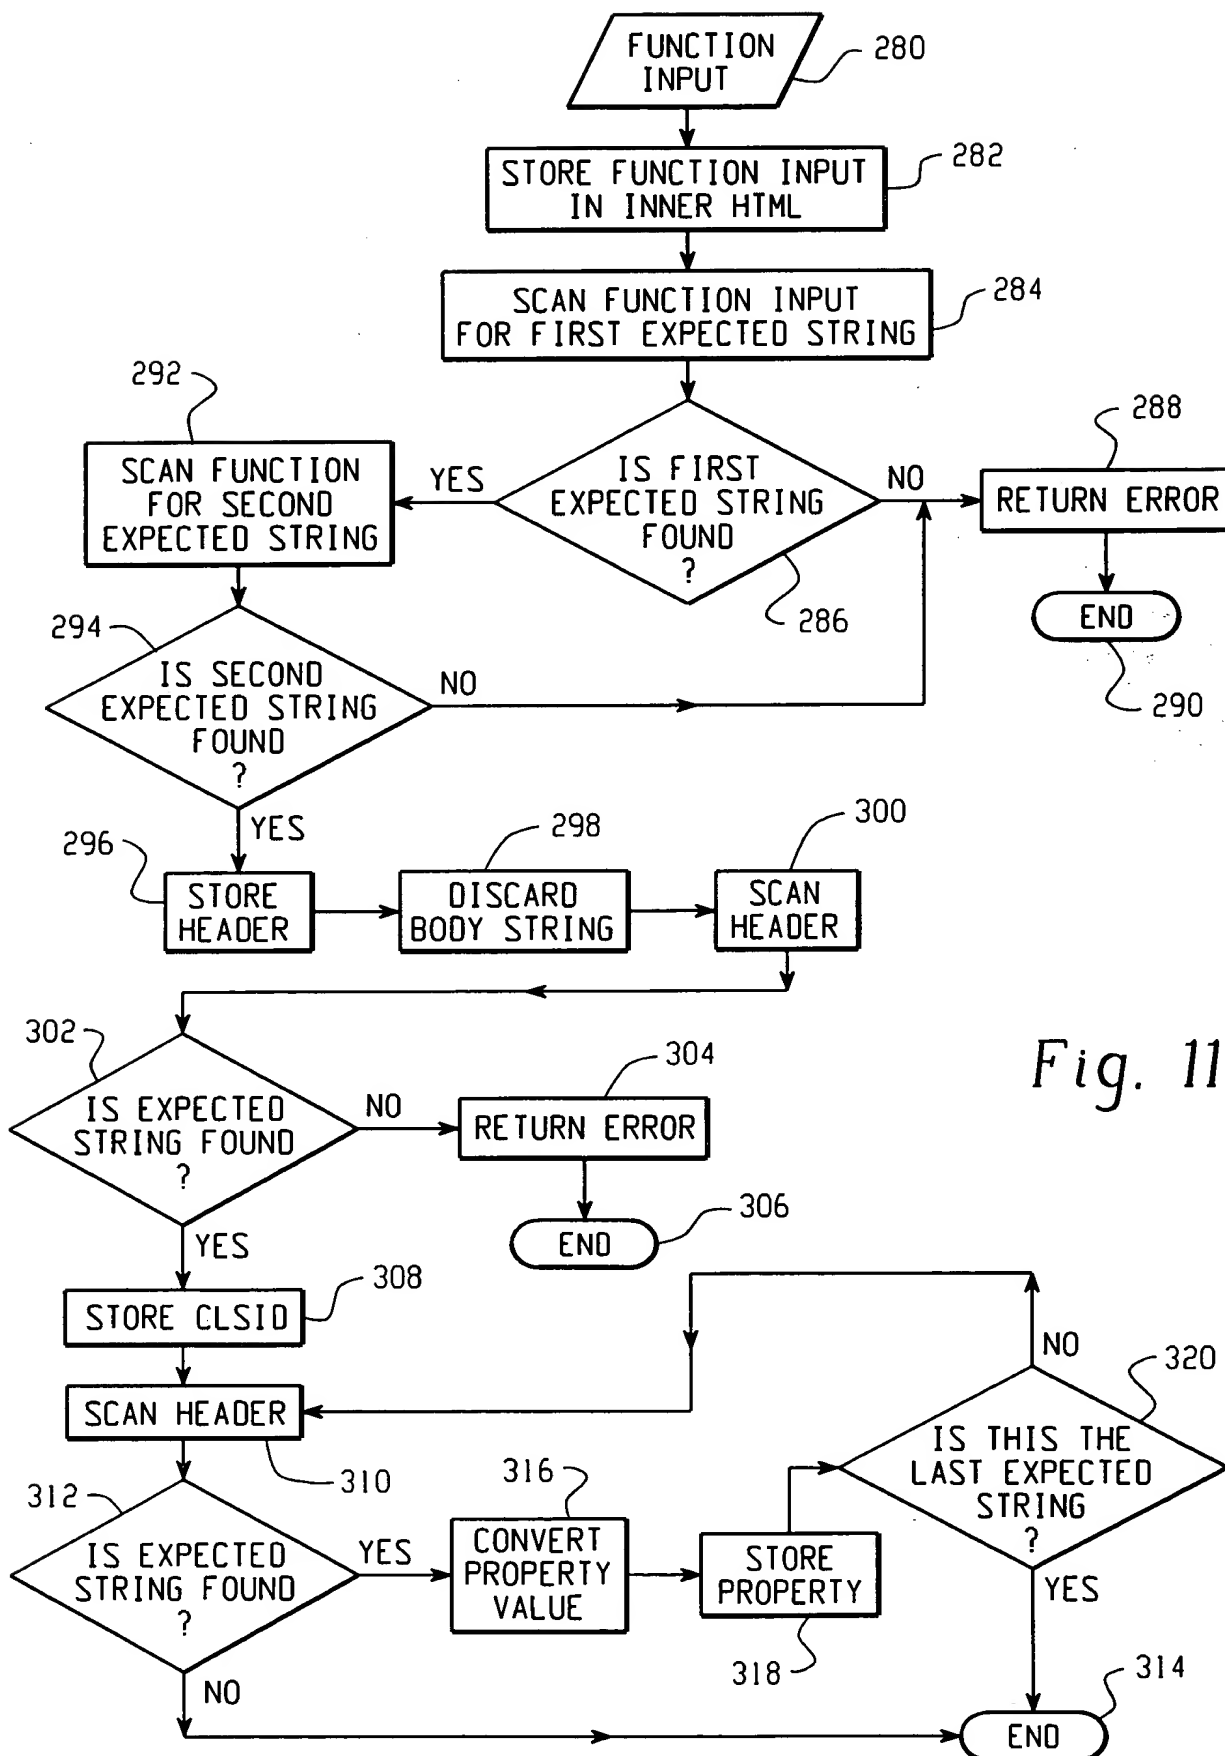 FUNCTION
INPUT
280
STORE FUNCTION INPUT
IN INNER HTML
282
SCAN FUNCTION INPUT
FOR FIRST EXPECTED STRING
284
292
SCAN FUNCTION
FOR SECOND
EXPECTED STRING
YES
IS FIRST
EXPECTED STRING
FOUND
?
286
NO
288
RETURN ERROR
END
290
294
IS SECOND
EXPECTED STRING
FOUND
?
NO
YES
296
STORE
HEADER
298
DISCARD
BODY STRING
300
SCAN
HEADER
302
IS EXPECTED
STRING FOUND
?
NO
304
RETURN ERROR
END
306
Fig. 11
YES
STORE CLSID
308
SCAN HEADER
310
312
IS EXPECTED
STRING FOUND
?
YES
316
CONVERT
PROPERTY
VALUE
STORE
PROPERTY
318
NO
320
IS THIS THE
LAST EXPECTED
STRING
?
YES
NO
END
314